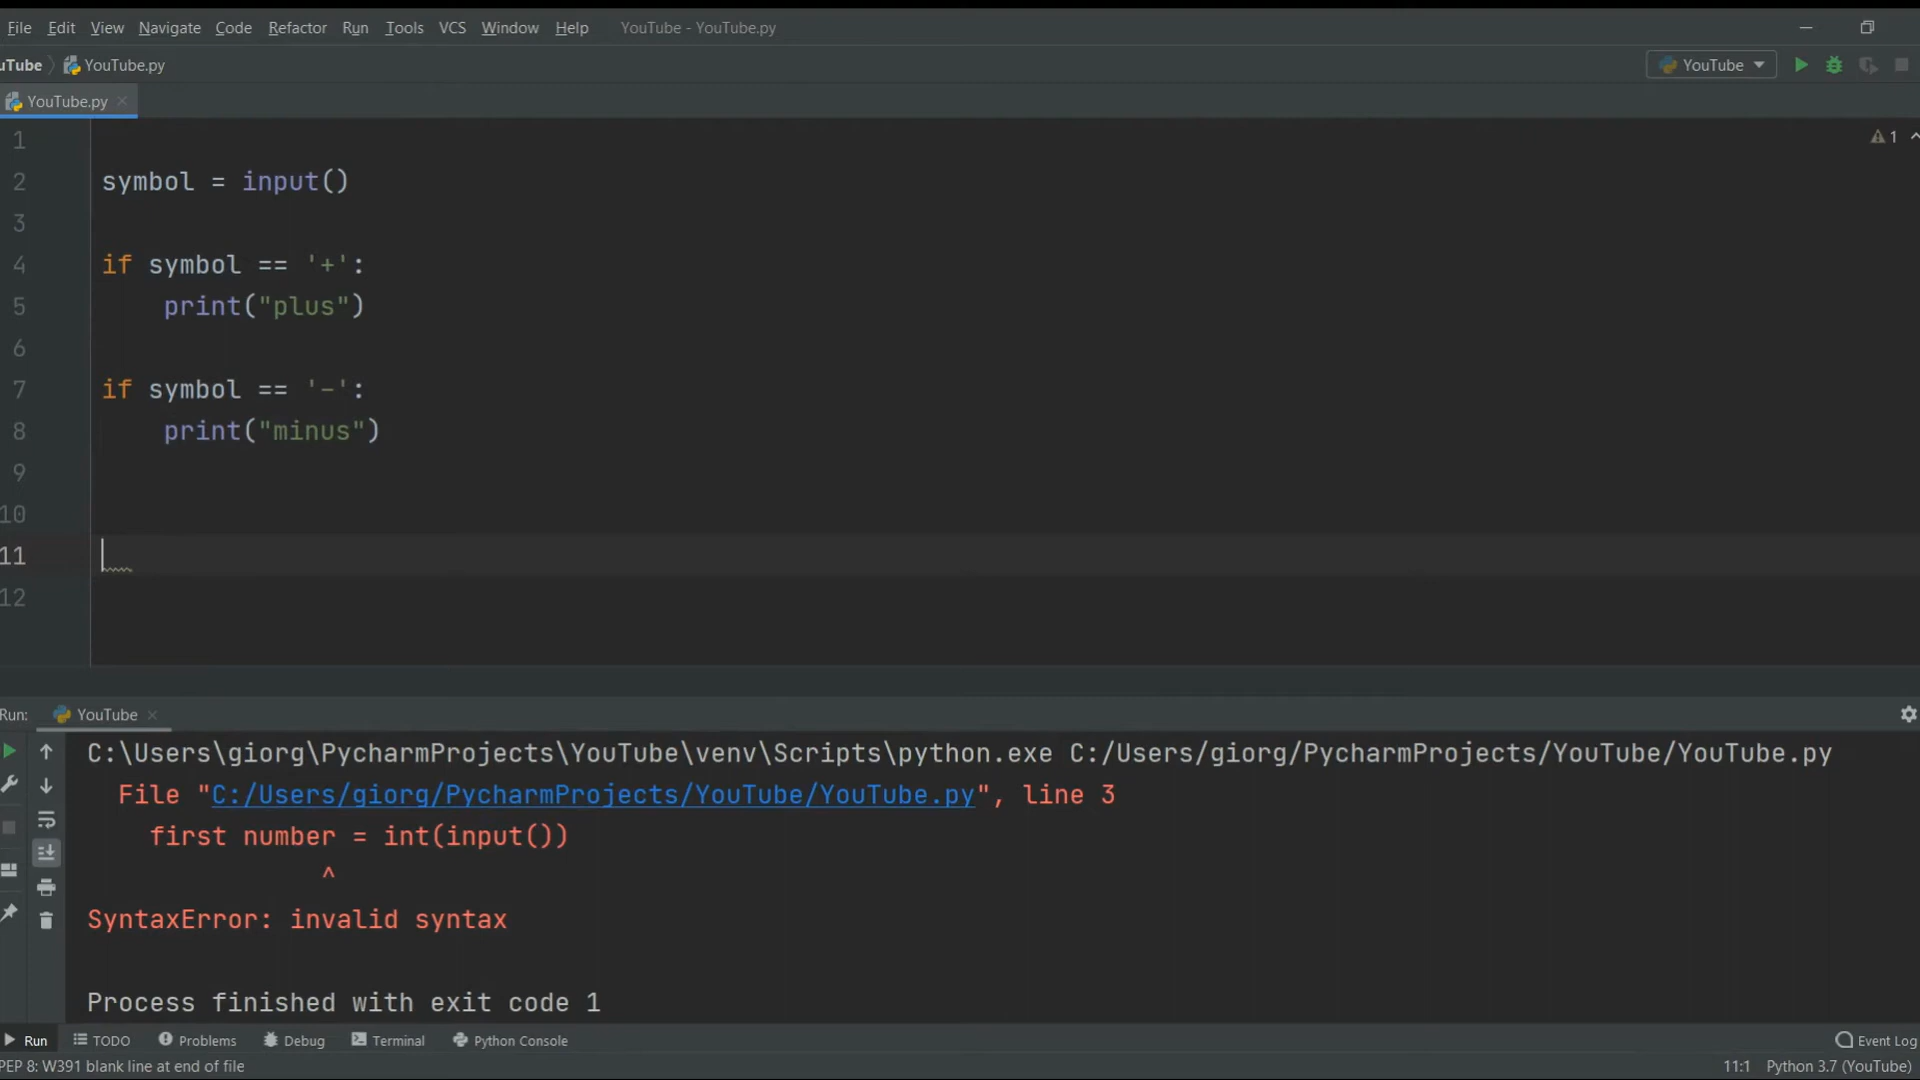 File Edit View Navigate Code Refactor Run Tools VCS Window Help YouTube - YouTube.py
uTube YouTube.py YouTube
YouTube.py
1
1
2 symbol = input()
3
4 if symbol == '+':
5 print("plus")
6
7 if symbol == '-':
8 print("minus")
9
10
11
12
Run: YouTube
C:\Users\giorg\PycharmProjects\YouTube\venv\Scripts\python.exe C:/Users/giorg/PycharmProjects/YouTube/YouTube.py
File "C:/Users/giorg/PycharmProjects/YouTube/YouTube.py", line 3
first number = int(input())
^
SyntaxError: invalid syntax
Process finished with exit code 1
Run TODO Problems Debug Terminal Python Console Event Log
PEP 8: W391 blank line at end of file 11:1 Python 3.7 (YouTube)